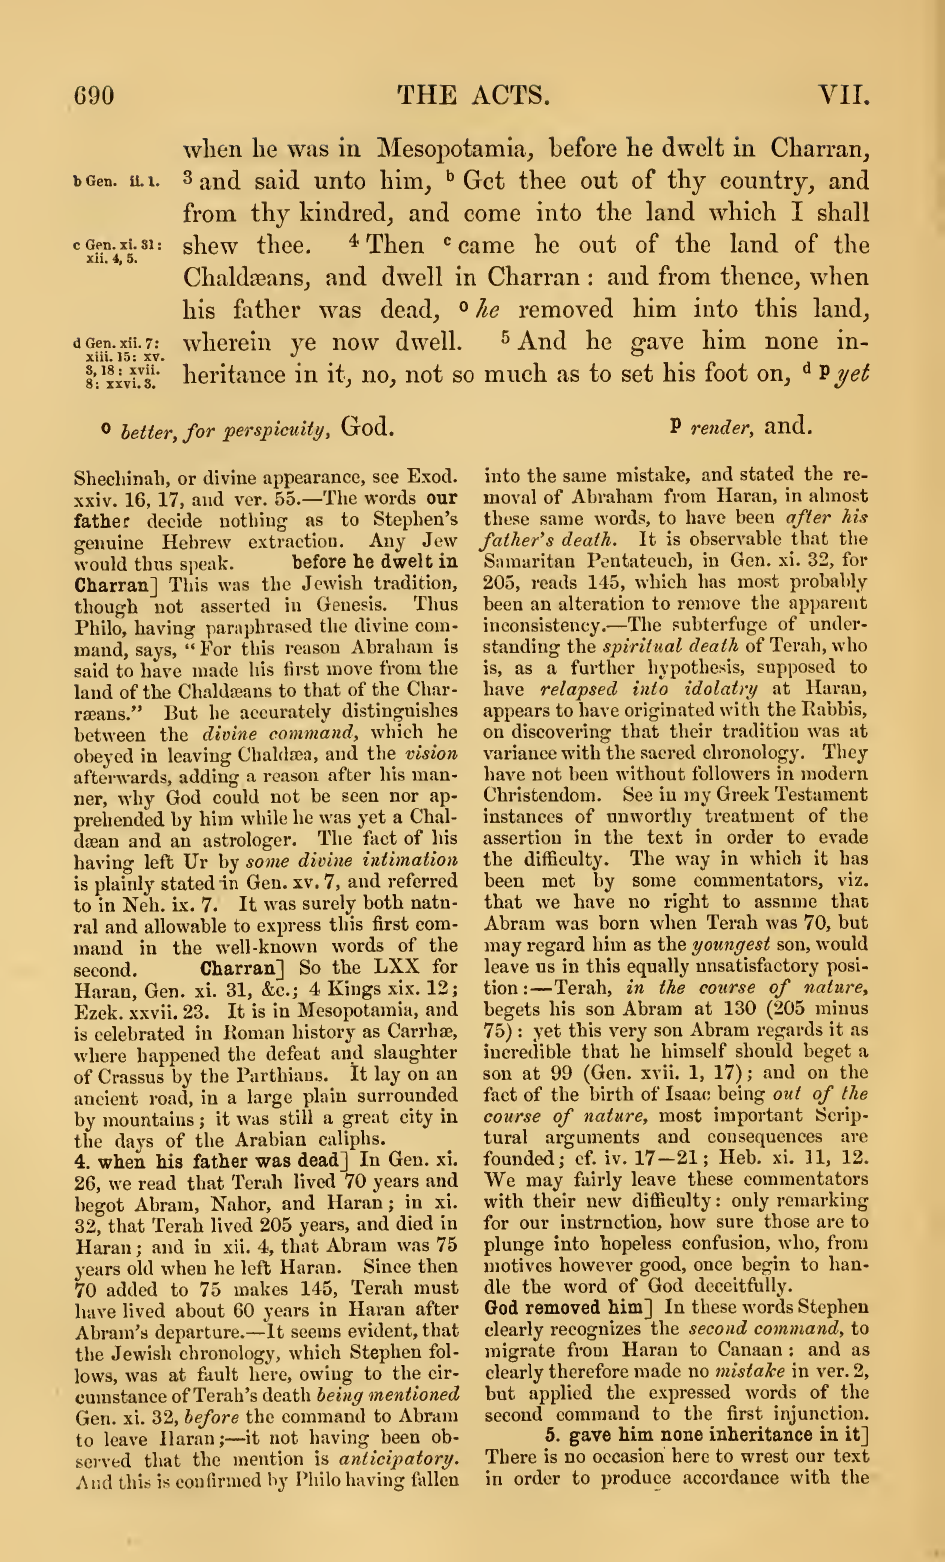 690 THE ACTS. VII.
when he was in Mesopotamia, before he dwelt in Charran,
b Gen. ii. 1. 3 and said unto him, b Get thee out of thy country, and
from thy kindred, and come into the land which I shall
c Gen. xi. 31: shew thee. 4 Then c came he out of the land of the
xii. 4, 5.
Chaldæans, and dwell in Charran : and from thence, when
his father was dead, o he removed him into this land,
d Gen. xii. 7: wherein ye now dwell. 5 And he gave him none in-
xiii. 15: xv.
3, 18: xvii. heritance in it, no, not so much as to set his foot on, d p yet
8: xxvi. 3.
o better, for perspicuity, God. p render, and.
Shechinah, or divine appearance, see Exod.
xxiv. 16, 17, and ver. 55.—The words our
father decide nothing as to Stephen's
genuine Hebrew extraction. Any Jew
would thus speak. before he dwelt in
Charran] This was the Jewish tradition,
though not asserted in Genesis. Thus
Philo, having paraphrased the divine com-
mand, says, "For this reason Abraham is
said to have made his first move from the
land of the Chaldæans to that of the Char-
ræans." But he accurately distinguishes
between the divine command, which he
obeyed in leaving Chaldæa, and the vision
afterwards, adding a reason after his man-
ner, why God could not be seen nor ap-
prehended by him while he was yet a Chal-
dæan and an astrologer. The fact of his
having left Ur by some divine intimation
is plainly stated in Gen. xv. 7, and referred
to in Neh. ix. 7. It was surely both natu-
ral and allowable to express this first com-
mand in the well-known words of the
second. Charran] So the LXX for
Haran, Gen. xi. 31, &c.; 4 Kings xix. 12;
Ezek. xxvii. 23. It is in Mesopotamia, and
is celebrated in Roman history as Carrhæ,
where happened the defeat and slaughter
of Crassus by the Parthians. It lay on an
ancient road, in a large plain surrounded
by mountains; it was still a great city in
the days of the Arabian caliphs.
4. when his father was dead] In Gen. xi.
26, we read that Terah lived 70 years and
begot Abram, Nahor, and Haran; in xi.
32, that Terah lived 205 years, and died in
Haran; and in xii. 4, that Abram was 75
years old when he left Haran. Since then
70 added to 75 makes 145, Terah must
have lived about 60 years in Haran after
Abram's departure.—It seems evident, that
the Jewish chronology, which Stephen fol-
lows, was at fault here, owing to the cir-
cumstance of Terah's death being mentioned
Gen. xi. 32, before the command to Abram
to leave Haran;—it not having been ob-
served that the mention is anticipatory.
And this is confirmed by Philo having fallen
into the same mistake, and stated the re-
moval of Abraham from Haran, in almost
these same words, to have been after his
father's death. It is observable that the
Samaritan Pentateuch, in Gen. xi. 32, for
205, reads 145, which has most probably
been an alteration to remove the apparent
inconsistency.—The subterfuge of under-
standing the spiritual death of Terah, who
is, as a further hypothesis, supposed to
have relapsed into idolatry at Haran,
appears to have originated with the Rabbis,
on discovering that their tradition was at
variance with the sacred chronology. They
have not been without followers in modern
Christendom. See in my Greek Testament
instances of unworthy treatment of the
assertion in the text in order to evade
the difficulty. The way in which it has
been met by some commentators, viz.
that we have no right to assume that
Abram was born when Terah was 70, but
may regard him as the youngest son, would
leave us in this equally unsatisfactory posi-
tion:—Terah, in the course of nature,
begets his son Abram at 130 (205 minus
75): yet this very son Abram regards it as
incredible that he himself should beget a
son at 99 (Gen. xvii. 1, 17); and on the
fact of the birth of Isaac being out of the
course of nature, most important Scrip-
tural arguments and consequences are
founded; cf. iv. 17—21; Heb. xi. 11, 12.
We may fairly leave these commentators
with their new difficulty: only remarking
for our instruction, how sure those are to
plunge into hopeless confusion, who, from
motives however good, once begin to han-
dle the word of God deceitfully.
God removed him] In these words Stephen
clearly recognizes the second command, to
migrate from Haran to Canaan : and as
clearly therefore made no mistake in ver. 2,
but applied the expressed words of the
second command to the first injunction.
5. gave him none inheritance in it]
There is no occasion here to wrest our text
in order to produce accordance with the